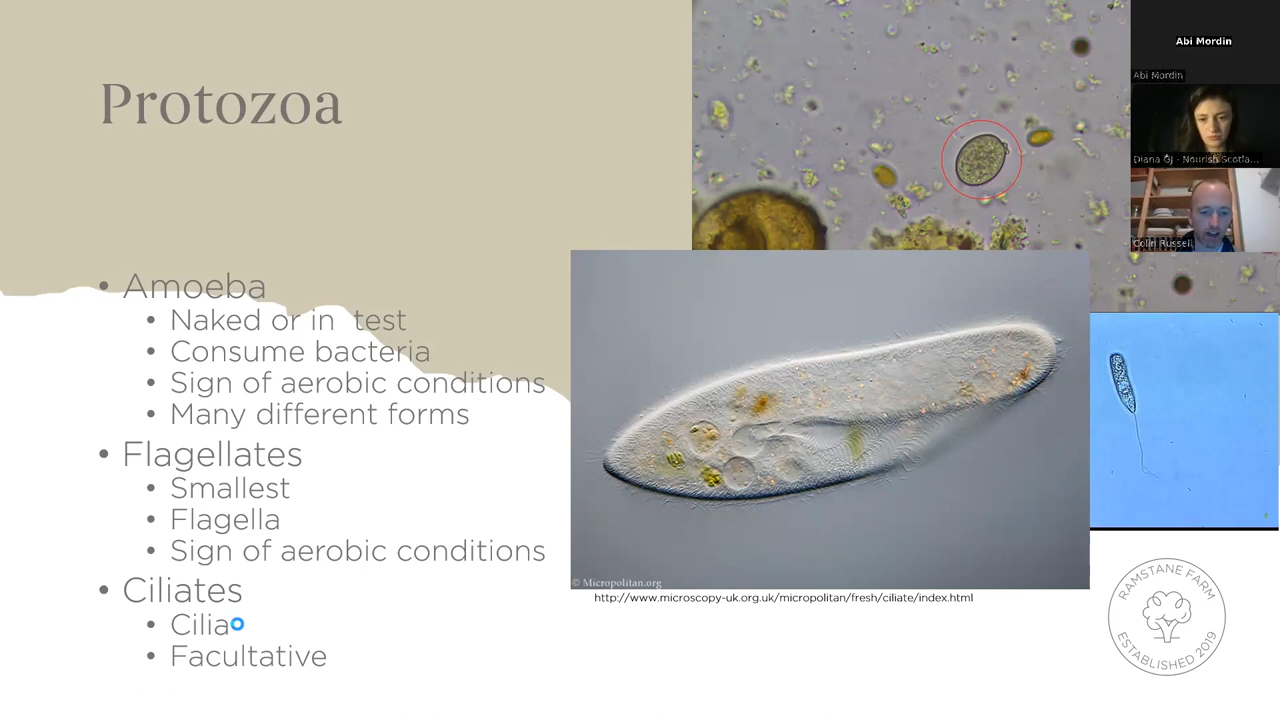 Protozoa
• Amoeba
• Naked or in test
• Consume bacteria
• Sign of aerobic conditions
• Many different forms
• Flagellates
• Smallest
• Flagella
• Sign of aerobic conditions
• Ciliates
• Cilia
• Facultative
© Micropolitan.org
http://www.microscopy-uk.org.uk/micropolitan/fresh/ciliate/index.html
Abi Mordin
Abi Mordin
Diana GJ - Nourish Scotla...
Colin Russell
RAMSTANE FARM
ESTABLISHED 2019